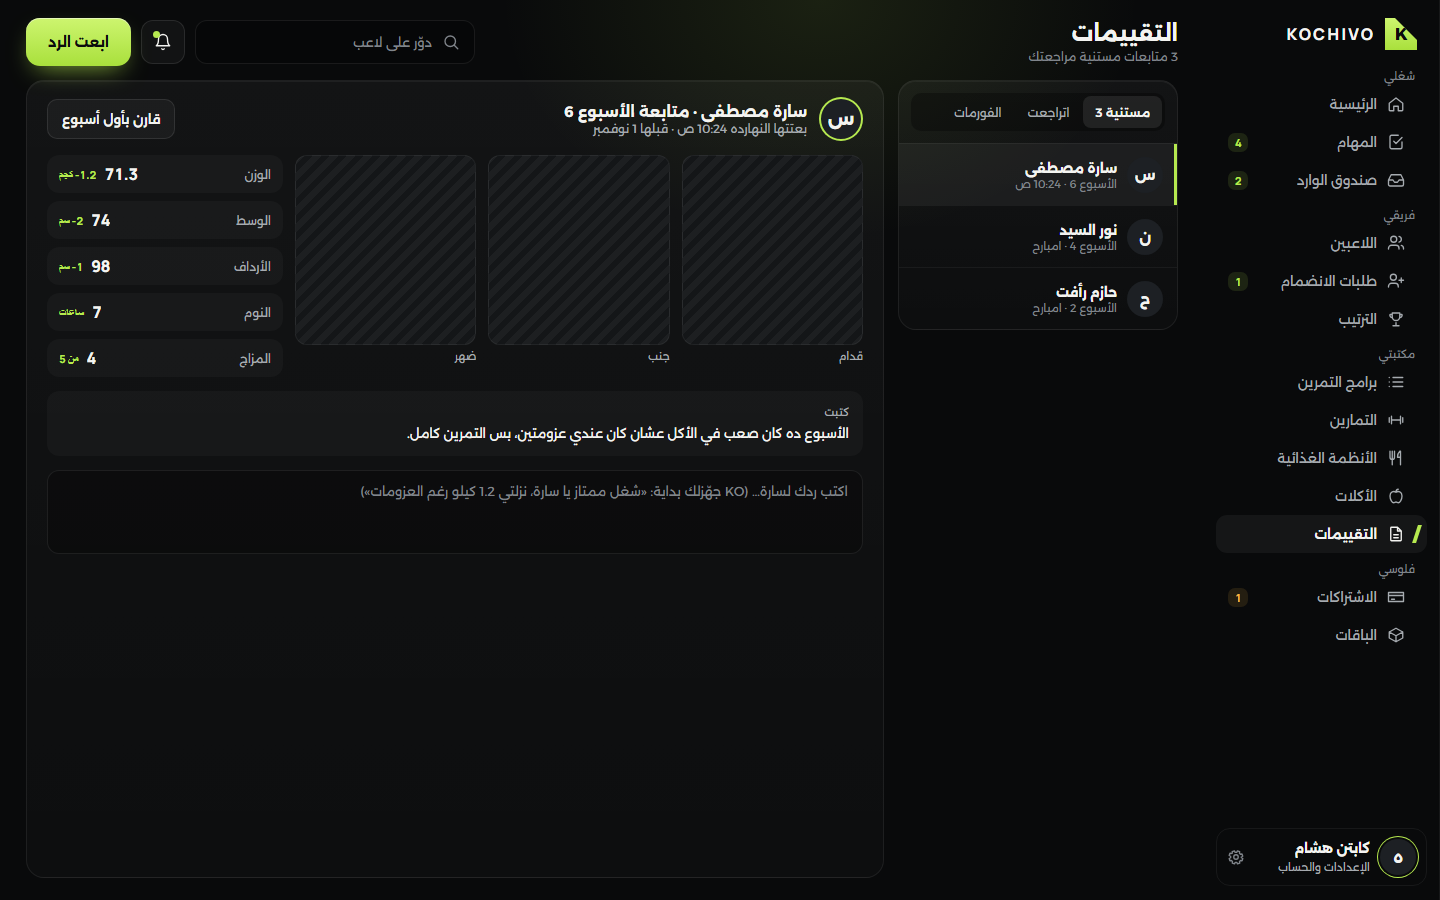 KOCHIVO
شغلي
الرئيسية
المهام 4
صندوق الوارد 2
فريقي
اللاعبين
طلبات الانضمام 1
الترتيب
مكتبتي
برامج التمرين
التمارين
الأنظمة الغذائية
الأكلات
التقييمات
فلوسي
الاشتراكات 1
الباقات
ه
كابتن هشام
الإعدادات والحساب
التقييمات
3 متابعات مستنية مراجعتك
دوّر على لاعب
ابعت الرد
مستنية 3 اتراجعت الفورمات
س
سارة مصطفى
الأسبوع 6 · 10:24 ص
ن
نور السيد
الأسبوع 4 · امبارح
ح
حازم رأفت
الأسبوع 2 · امبارح
س
سارة مصطفى · متابعة الأسبوع 6
بعتتها النهارده 10:24 ص · قبلها 1 نوفمبر
قارن بأول أسبوع
قدام
جنب
ضهر
الوزن 71.3 -1.2 كجم
الوسط 74 -2 سم
الأرداف 98 -1 سم
النوم 7 ساعات
المزاج 4 من 5
كتبت
الأسبوع ده كان صعب في الأكل عشان كان عندي عزومتين، بس التمرين كامل.
اكتب ردك لسارة... (KO جهّزلك بداية: «شغل ممتاز يا سارة، نزلتي 1.2 كيلو رغم العزومات»)